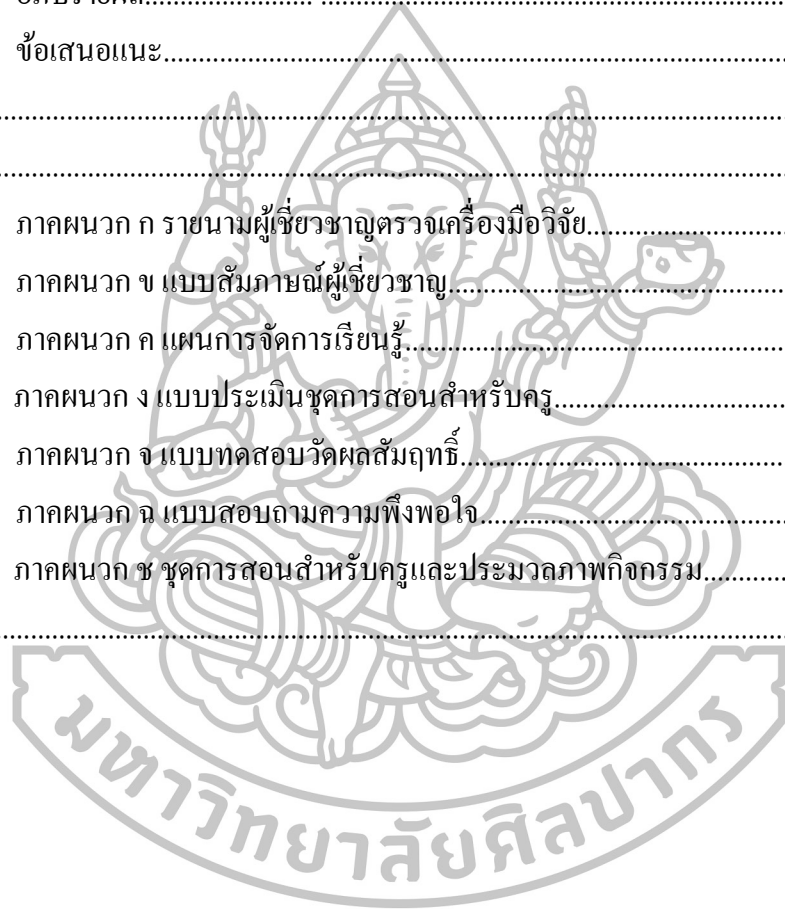 ข้อเสนอแนะ..........................................................................................
..........................................................................................
..........................................................................................
ภาคผนวก ก รายนามผู้เชี่ยวชาญตรวจเครื่องมือวิจัย............................
ภาคผนวก ข แบบสัมภาษณ์ผู้เชี่ยวชาญ................................................
ภาคผนวก ค แผนการจัดการเรียนรู้......................................................
ภาคผนวก ง แบบประเมินชุดการสอนสำหรับครู.................................
ภาคผนวก จ แบบทดสอบวัดผลสัมฤทธิ์..............................................
ภาคผนวก ฉ แบบสอบถามความพึงพอใจ...........................................
ภาคผนวก ช ชุดการสอนสำหรับครูและประมวลภาพกิจกรรม............
..........................................................................................
มหาวิทยาลัยศิลปากร